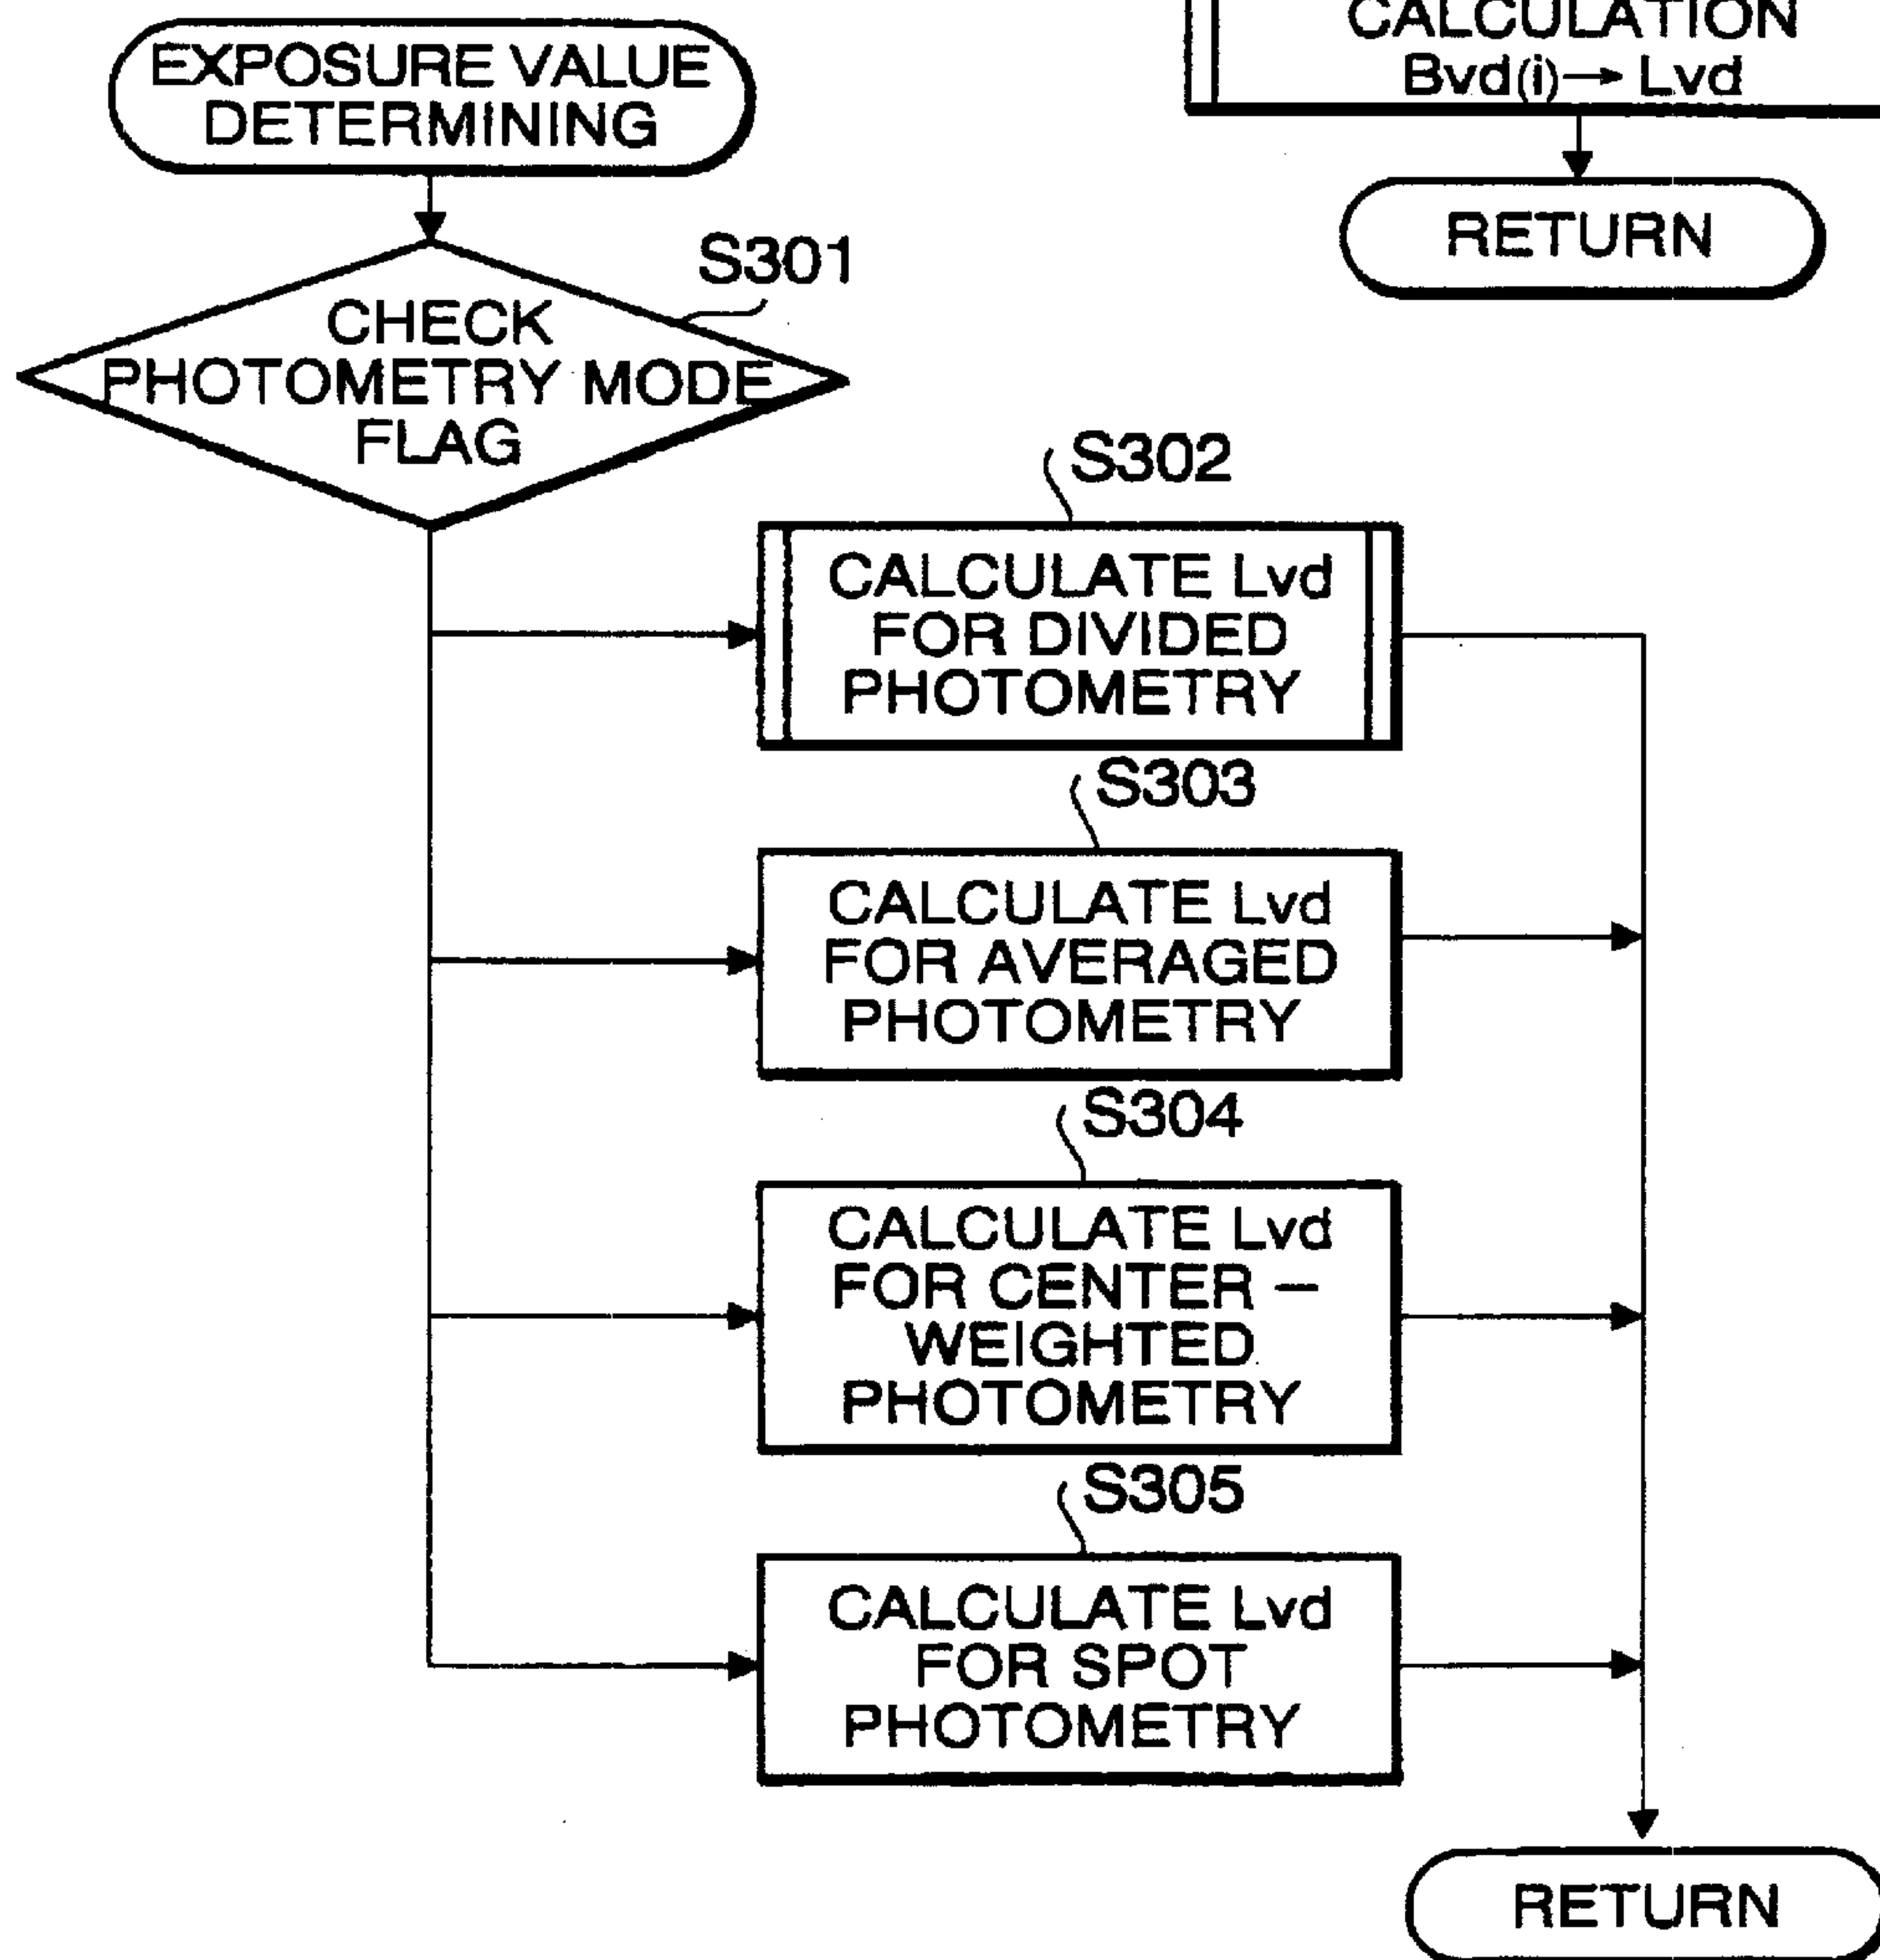 CALCULATION
Bvd(i)→ Lvd
RETURN
EXPOSURE VALUE
DETERMINING
S301
CHECK
PHOTOMETRY MODE
FLAG
S302
CALCULATE Lvd
FOR DIVIDED
PHOTOMETRY
S303
CALCULATE Lvd
FOR AVERAGED
PHOTOMETRY
S304
CALCULATE Lvd
FOR CENTER –
WEIGHTED
PHOTOMETRY
S305
CALCULATE Lvd
FOR SPOT
PHOTOMETRY
RETURN